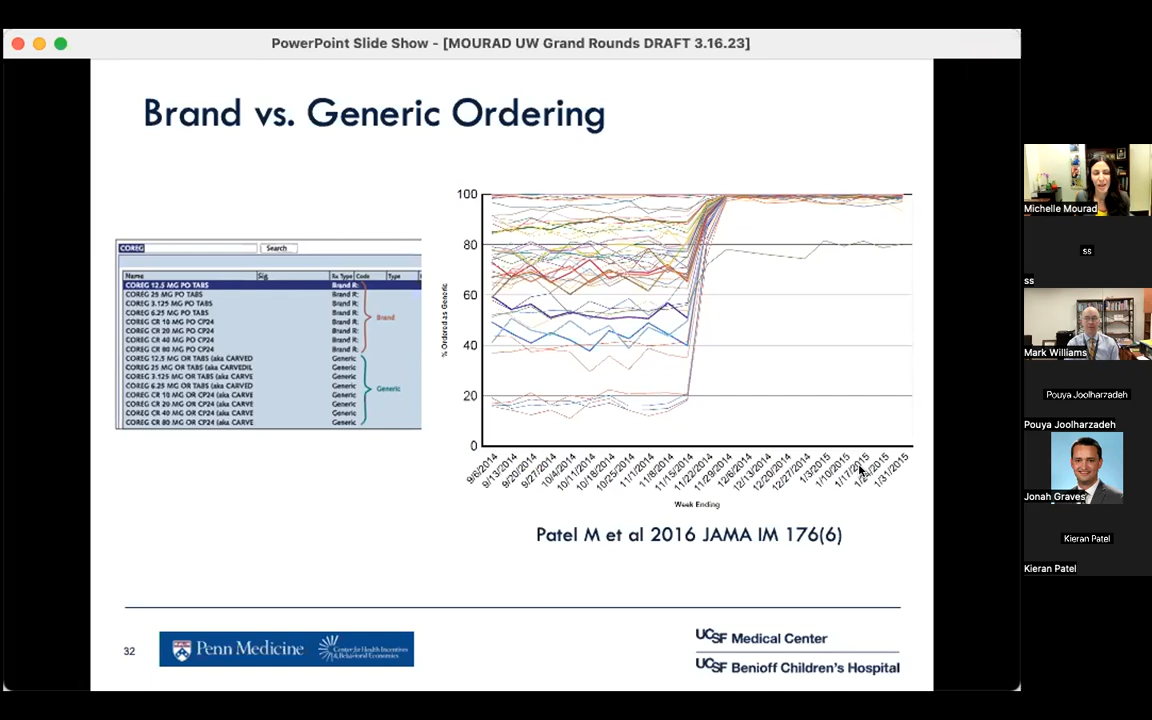 PowerPoint Slide Show - [MOURAD UW Grand Rounds DRAFT 3.16.23]
Brand vs. Generic Ordering
COREG
Search
Name Sig Rx Type Code Type
COREG 12.5 MG PO TABS Brand R:
COREG 25 MG PO TABS Brand R:
COREG 3.125 MG PO TABS Brand R:
COREG 6.25 MG PO TABS Brand R:
COREG CR 10 MG PO CP24 Brand R:
COREG CR 20 MG PO CP24 Brand R:
COREG CR 40 MG PO CP24 Brand R:
COREG CR 80 MG PO CP24 Brand R:
COREG 12.5 MG OR TABS (aka CARVED Generic
COREG 25 MG OR TABS (aka CARVEDIL Generic
COREG 3.125 MG OR TABS (aka CARVE Generic
COREG 6.25 MG OR TABS (aka CARVED Generic
COREG CR 10 MG OR CP24 (aka CARVE Generic
COREG CR 20 MG OR CP24 (aka CARVE Generic
COREG CR 40 MG OR CP24 (aka CARVE Generic
COREG CR 80 MG OR CP24 (aka CARVE Generic
Brand
Generic
% Ordered as Generic
100
80
60
40
20
0
9/6/2014
9/13/2014
9/20/2014
9/27/2014
10/4/2014
10/11/2014
10/18/2014
10/25/2014
11/1/2014
11/8/2014
11/15/2014
11/22/2014
11/29/2014
12/6/2014
12/13/2014
12/20/2014
12/27/2014
1/3/2015
1/10/2015
1/17/2015
1/24/2015
1/31/2015
Week Ending
Patel M et al 2016 JAMA IM 176(6)
32
Penn Medicine
Center for Health Incentives
& Behavioral Economics
UCSF Medical Center
UCSF Benioff Children's Hospital
Michelle Mourad
ss
ss
Mark Williams
Pouya Joolharzadeh
Pouya Joolharzadeh
Jonah Graves
Kieran Patel
Kieran Patel